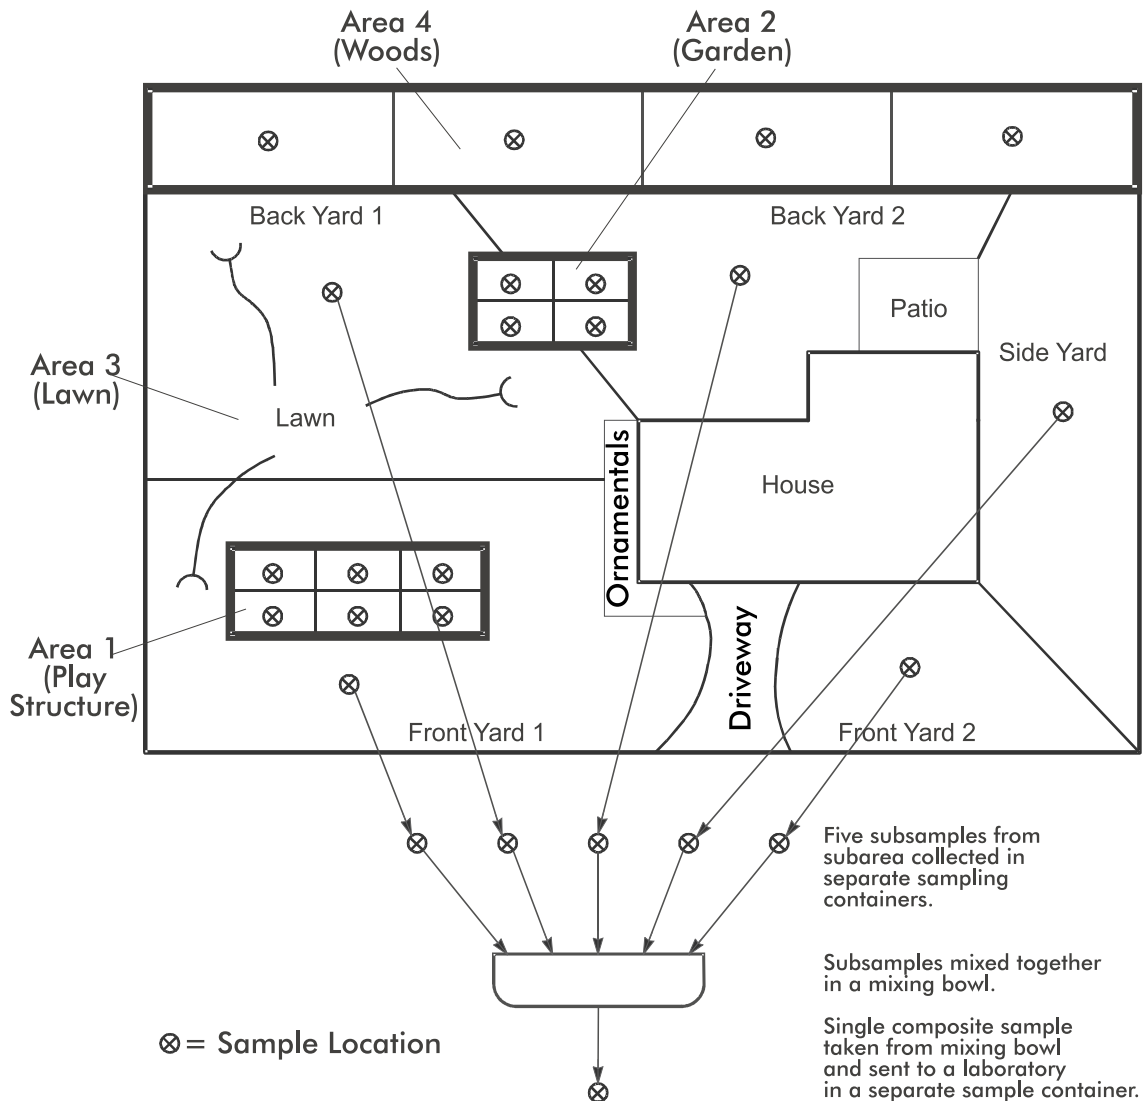 Area 4
(Woods)
Area 2
(Garden)
Back Yard 1
Back Yard 2
Patio
Side Yard
Area 3
(Lawn)
Lawn
Ornamentals
House
Area 1
(Play
Structure)
Driveway
Front Yard 1
Front Yard 2
Five subsamples from
subarea collected in
separate sampling
containers.
Subsamples mixed together
in a mixing bowl.
= Sample Location
Single composite sample
taken from mixing bowl
and sent to a laboratory
in a separate sample container.